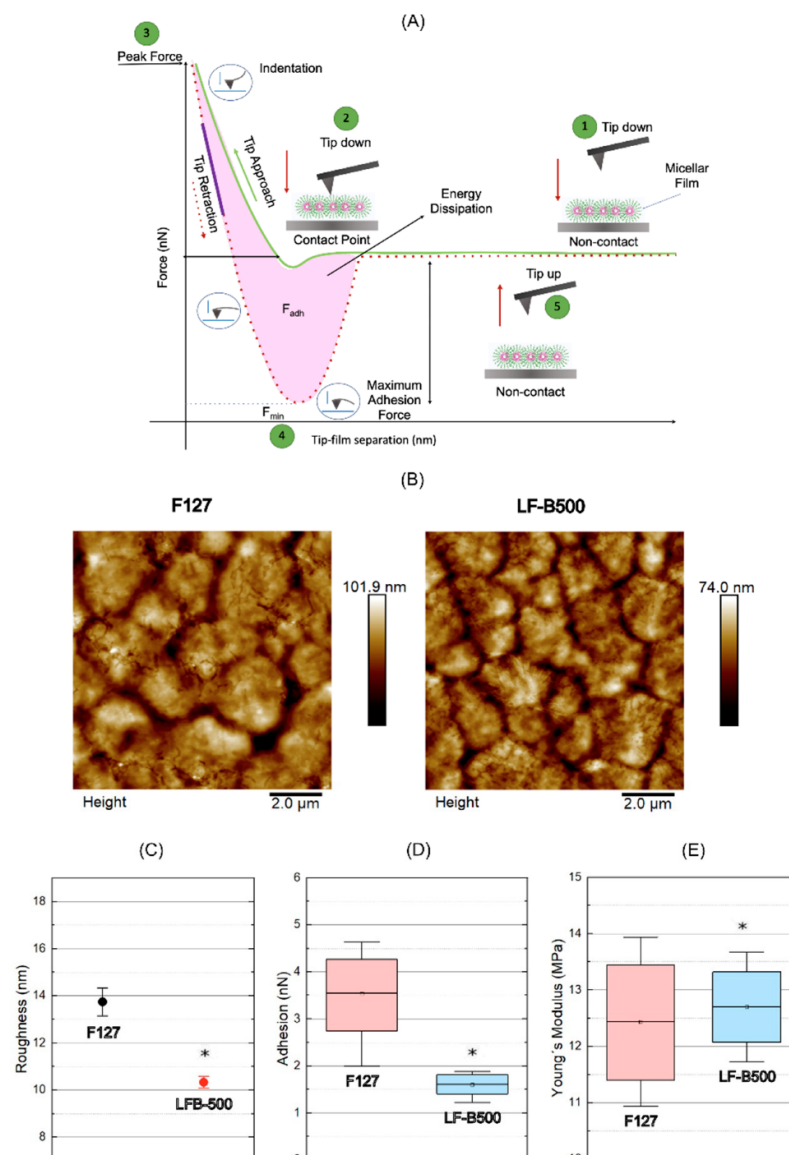 (A)
3
Peak Force
Indentation
2
Tip down
1
Tip down
Tip Approach
Tip Retraction
Micellar
Film
Energy
Dissipation
Contact Point
Non-contact
Force (nN)
Tip up
5
F_adh
Non-contact
Maximum
Adhesion
Force
F_min
4
Tip-film separation (nm)
(B)
F127
LF-B500
101.9 nm
74.0 nm
Height
2.0 µm
Height
2.0 µm
(C)
(D)
(E)
Roughness (nm)
18
16
14
12
10
8
F127
*
LFB-500
Adhesion (nN)
6
5
4
3
2
1
F127
*
LF-B500
Young´s Modulus (MPa)
15
14
13
12
11
F127
*
LF-B500